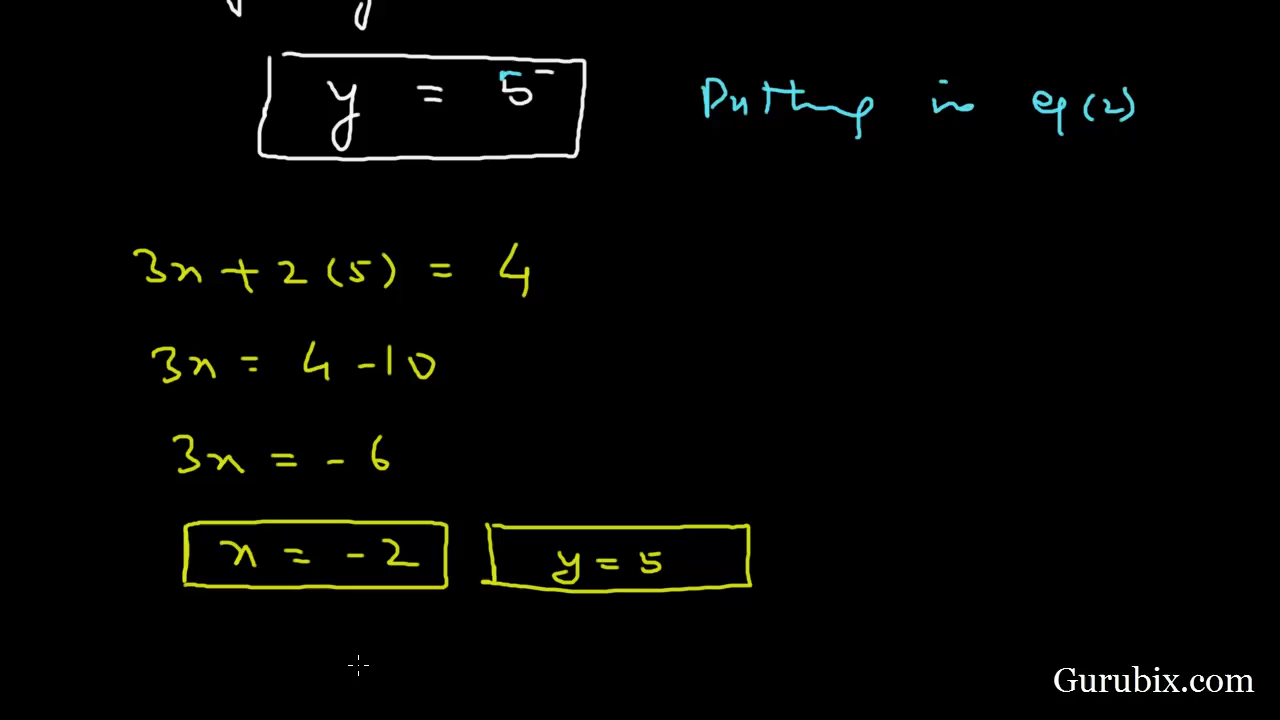 y = 5
Putting in eq (2)
3x + 2 (5) = 4
3x = 4 - 10
3x = - 6
x = - 2
y = 5
Gurubix.com